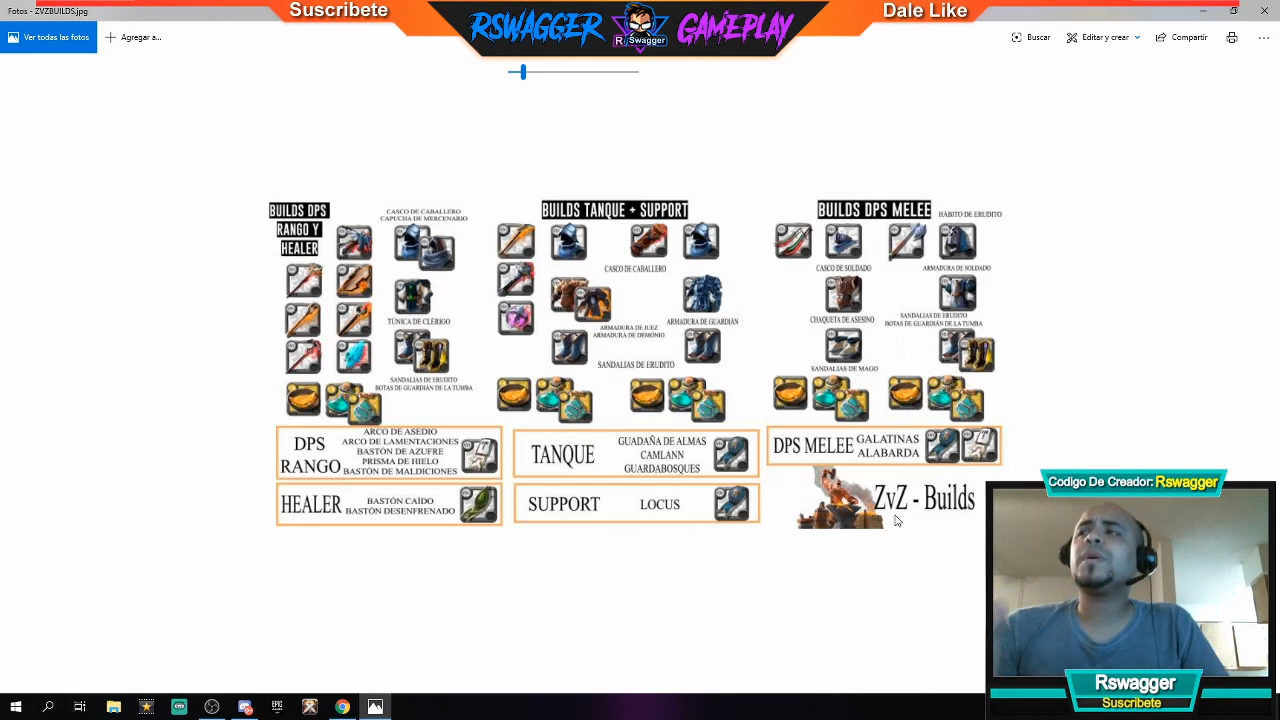 Suscribete
RSWAGGER
R Swagger
GAMEPLAY
Dale Like
Fotos - ZVZBUILDS.jpg
Ver todas las fotos
Agregar a...
Buscar
Editar y crear
Compartir
BUILDS DPS
RANGO Y
HEALER
CASCO DE CABALLERO
CAPUCHA DE MERCENARIO
TÚNICA DE CLÉRIGO
SANDALIAS DE ERUDITO
BOTAS DE GUARDIÁN DE LA TUMBA
DPS
RANGO
ARCO DE ASEDIO
ARCO DE LAMENTACIONES
BASTÓN DE AZUFRE
PRISMA DE HIELO
BASTÓN DE MALDICIONES
HEALER
BASTÓN CAÍDO
BASTÓN DESENFRENADO
BUILDS TANQUE + SUPPORT
CASCO DE CABALLERO
ARMADURA DE JUEZ
ARMADURA DE DEMONIO
ARMADURA DE GUARDIÁN
SANDALIAS DE ERUDITO
TANQUE
GUADAÑA DE ALMAS
CAMLANN
GUARDABOSQUES
SUPPORT
LOCUS
BUILDS DPS MELEE
HÁBITO DE ERUDITO
CASCO DE SOLDADO
ARMADURA DE SOLDADO
CHAQUETA DE ASESINO
SANDALIAS DE ERUDITO
BOTAS DE GUARDIÁN DE LA TUMBA
SANDALIAS DE MAGO
DPS MELEE
GALATINAS
ALABARDA
ZvZ - Builds
Codigo De Creador: Rswagger
Rswagger
Suscribete
EPIC